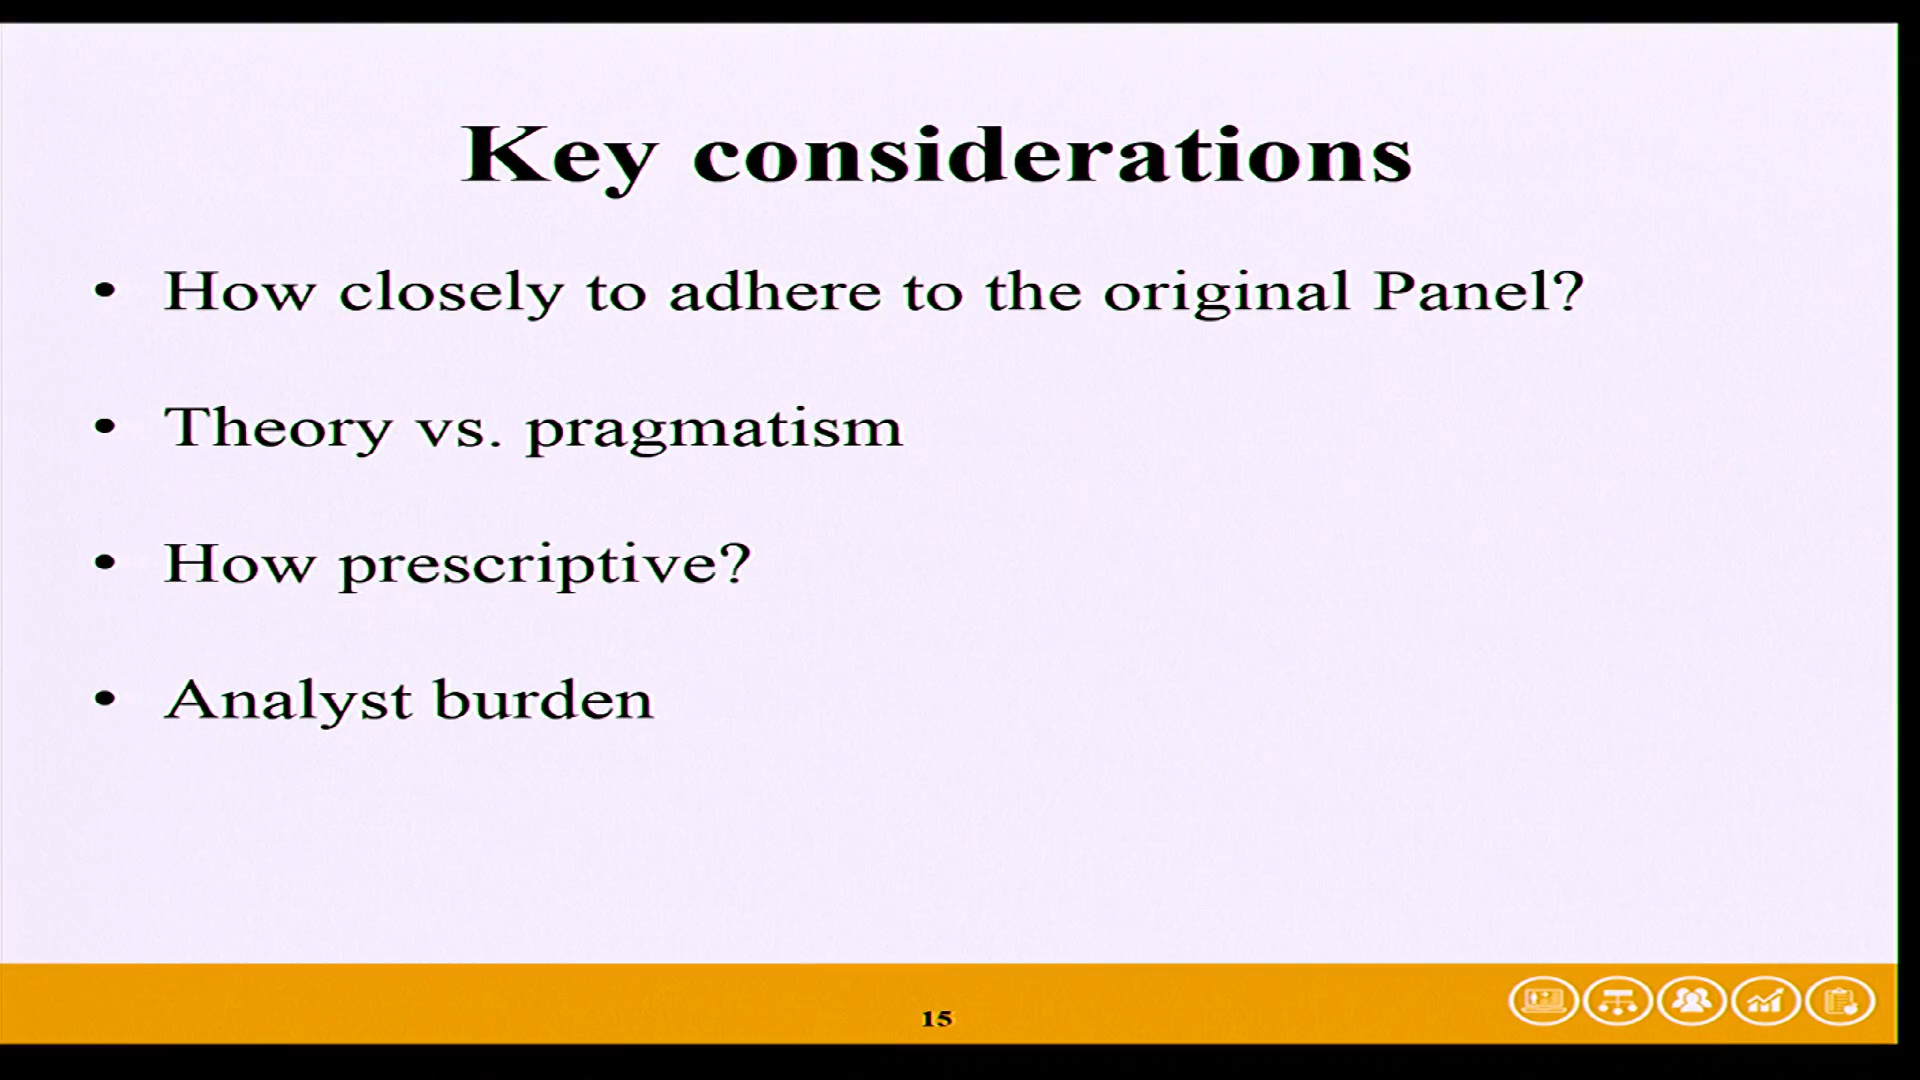 Key considerations
• How closely to adhere to the original Panel?
• Theory vs. pragmatism
• How prescriptive?
• Analyst burden
15